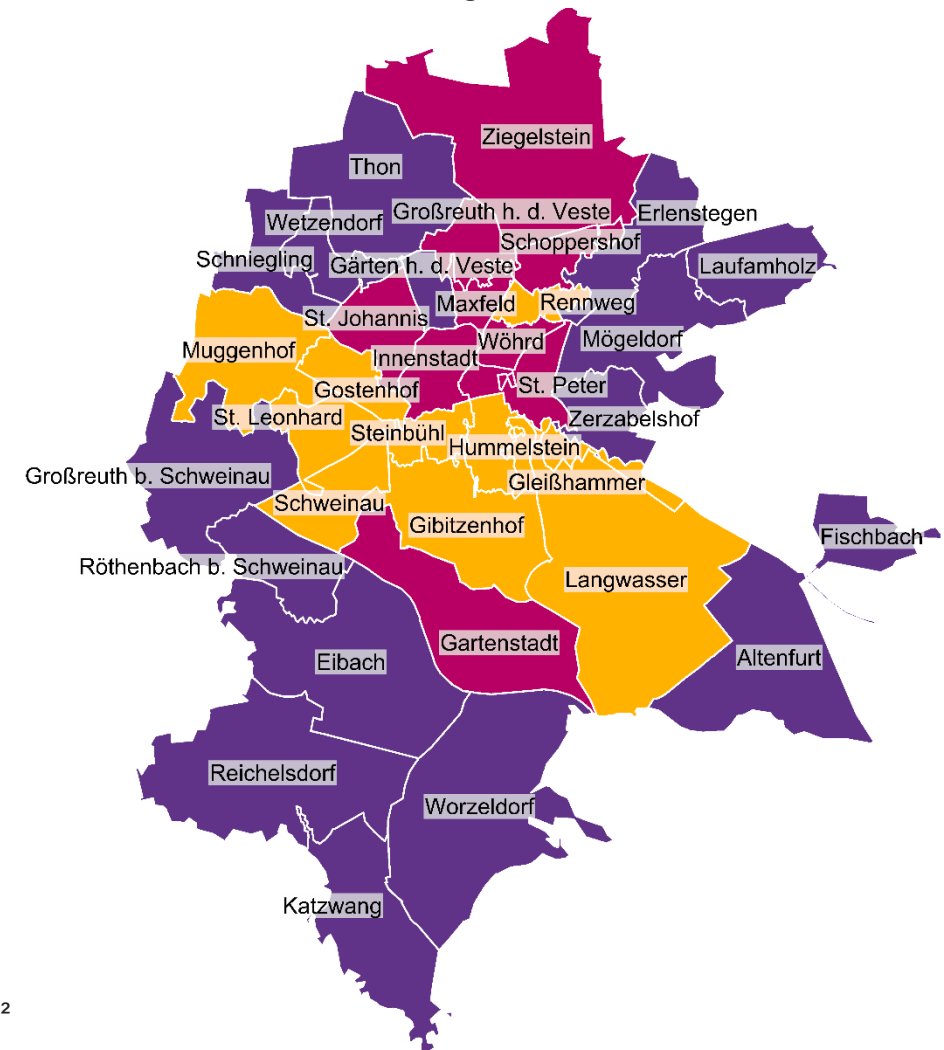 Ziegelstein
Thon
Großreuth h. d. Veste
Erlenstegen
Wetzendorf
Schoppershof
Schniegling
Gärten h. d. Veste
Laufamholz
Maxfeld
Rennweg
St. Johannis
Wöhrd
Mögeldorf
Muggenhof
Innenstadt
Gostenhof
St. Peter
St. Leonhard
Zerzabelshof
Steinbühl
Hummelstein
Großreuth b. Schweinau
Gleißhammer
Schweinau
Gibitzenhof
Fischbach
Röthenbach b. Schweinau
Langwasser
Gartenstadt
Eibach
Altenfurt
Reichelsdorf
Worzeldorf
Katzwang
2